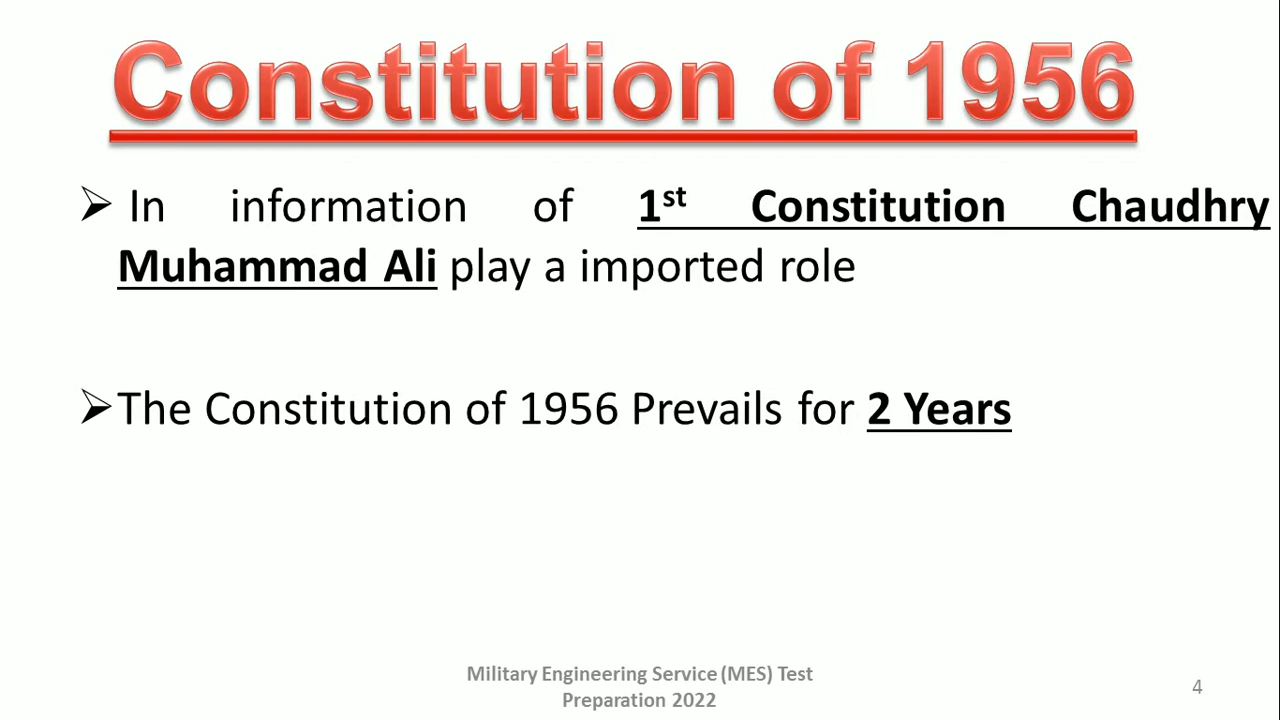 Constitution of 1956
➢ In information of 1st Constitution Chaudhry
Muhammad Ali play a imported role
➢The Constitution of 1956 Prevails for 2 Years
Military Engineering Service (MES) Test
Preparation 2022
4